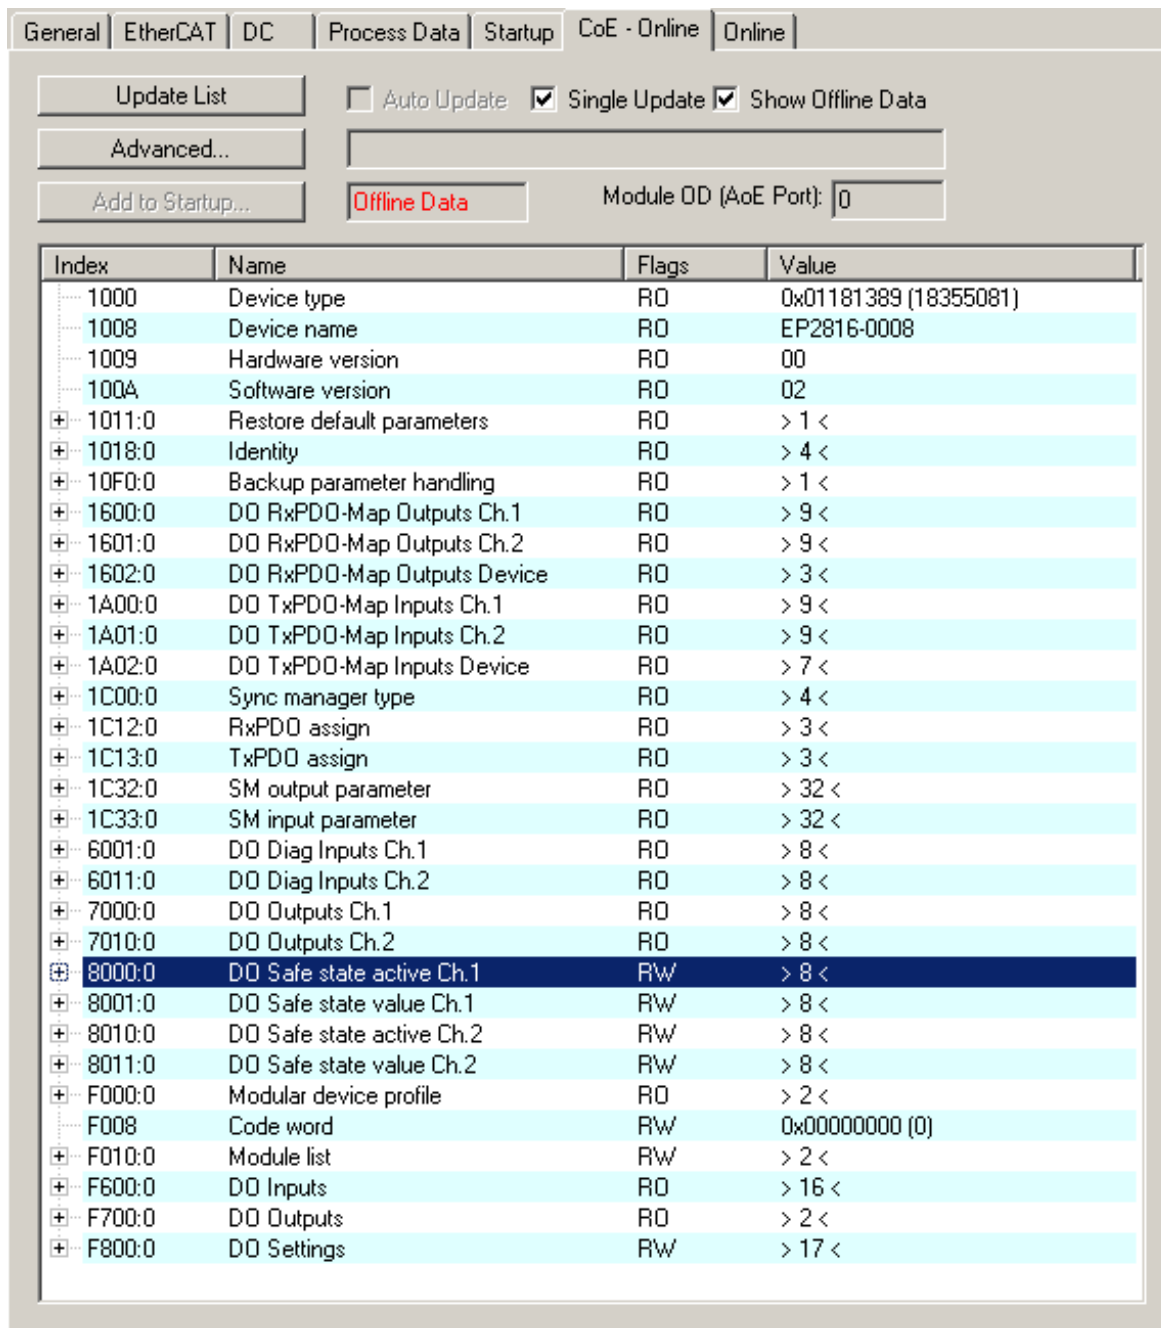 General EtherCAT DC Process Data Startup CoE - Online Online
Update List Auto Update Single Update Show Offline Data
Advanced...
Add to Startup... Offline Data Module OD (AoE Port): 0
Index Name Flags Value
1000 Device type RO 0x01181389 (18355081)
1008 Device name RO EP2816-0008
1009 Hardware version RO 00
100A Software version RO 02
1011:0 Restore default parameters RO > 1 <
1018:0 Identity RO > 4 <
10F0:0 Backup parameter handling RO > 1 <
1600:0 DO RxPDO-Map Outputs Ch.1 RO > 9 <
1601:0 DO RxPDO-Map Outputs Ch.2 RO > 9 <
1602:0 DO RxPDO-Map Outputs Device RO > 3 <
1A00:0 DO TxPDO-Map Inputs Ch.1 RO > 9 <
1A01:0 DO TxPDO-Map Inputs Ch.2 RO > 9 <
1A02:0 DO TxPDO-Map Inputs Device RO > 7 <
1C00:0 Sync manager type RO > 4 <
1C12:0 RxPDO assign RO > 3 <
1C13:0 TxPDO assign RO > 3 <
1C32:0 SM output parameter RO > 32 <
1C33:0 SM input parameter RO > 32 <
6001:0 DO Diag Inputs Ch.1 RO > 8 <
6011:0 DO Diag Inputs Ch.2 RO > 8 <
7000:0 DO Outputs Ch.1 RO > 8 <
7010:0 DO Outputs Ch.2 RO > 8 <
8000:0 DO Safe state active Ch.1 RW > 8 <
8001:0 DO Safe state value Ch.1 RW > 8 <
8010:0 DO Safe state active Ch.2 RW > 8 <
8011:0 DO Safe state value Ch.2 RW > 8 <
F000:0 Modular device profile RO > 2 <
F008 Code word RW 0x00000000 (0)
F010:0 Module list RW > 2 <
F600:0 DO Inputs RO > 16 <
F700:0 DO Outputs RO > 2 <
F800:0 DO Settings RW > 17 <